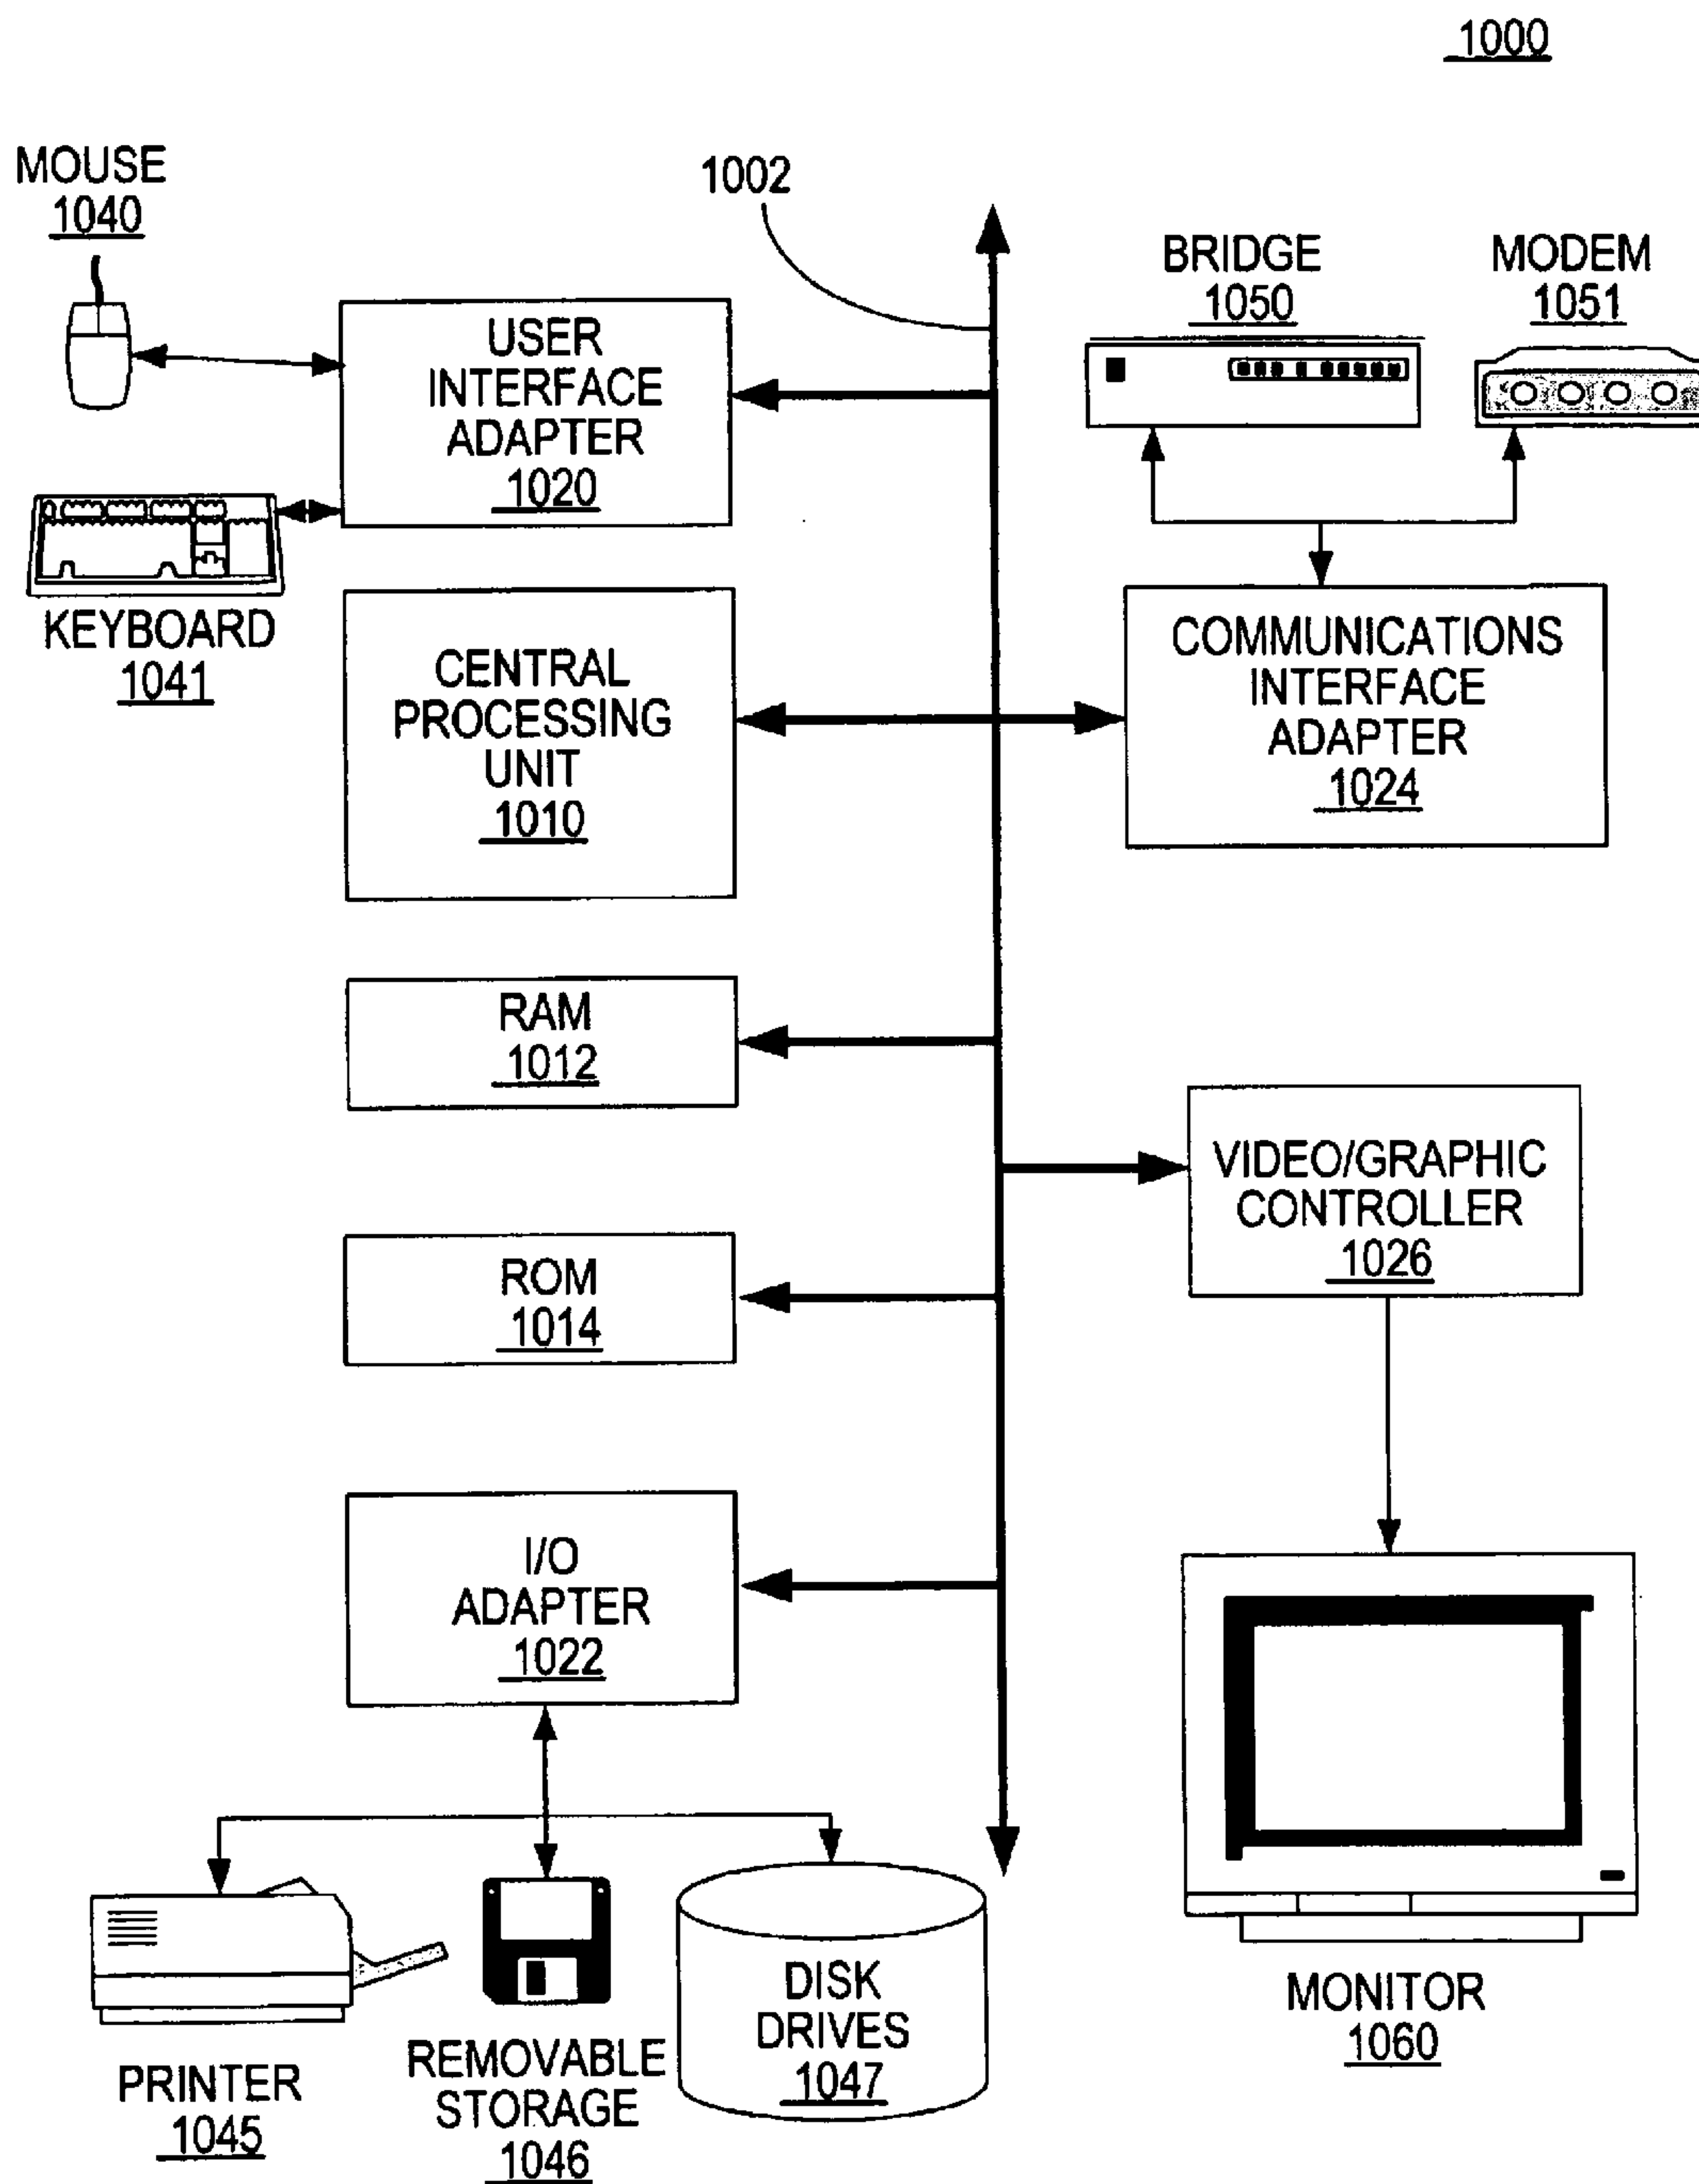 1000
MOUSE
1040
1002
BRIDGE
1050
MODEM
1051
USER
INTERFACE
ADAPTER
1020
KEYBOARD
1041
CENTRAL
PROCESSING
UNIT
1010
COMMUNICATIONS
INTERFACE
ADAPTER
1024
RAM
1012
VIDEO/GRAPHIC
CONTROLLER
1026
ROM
1014
I/O
ADAPTER
1022
PRINTER
1045
REMOVABLE
STORAGE
1046
DISK
DRIVES
1047
MONITOR
1060